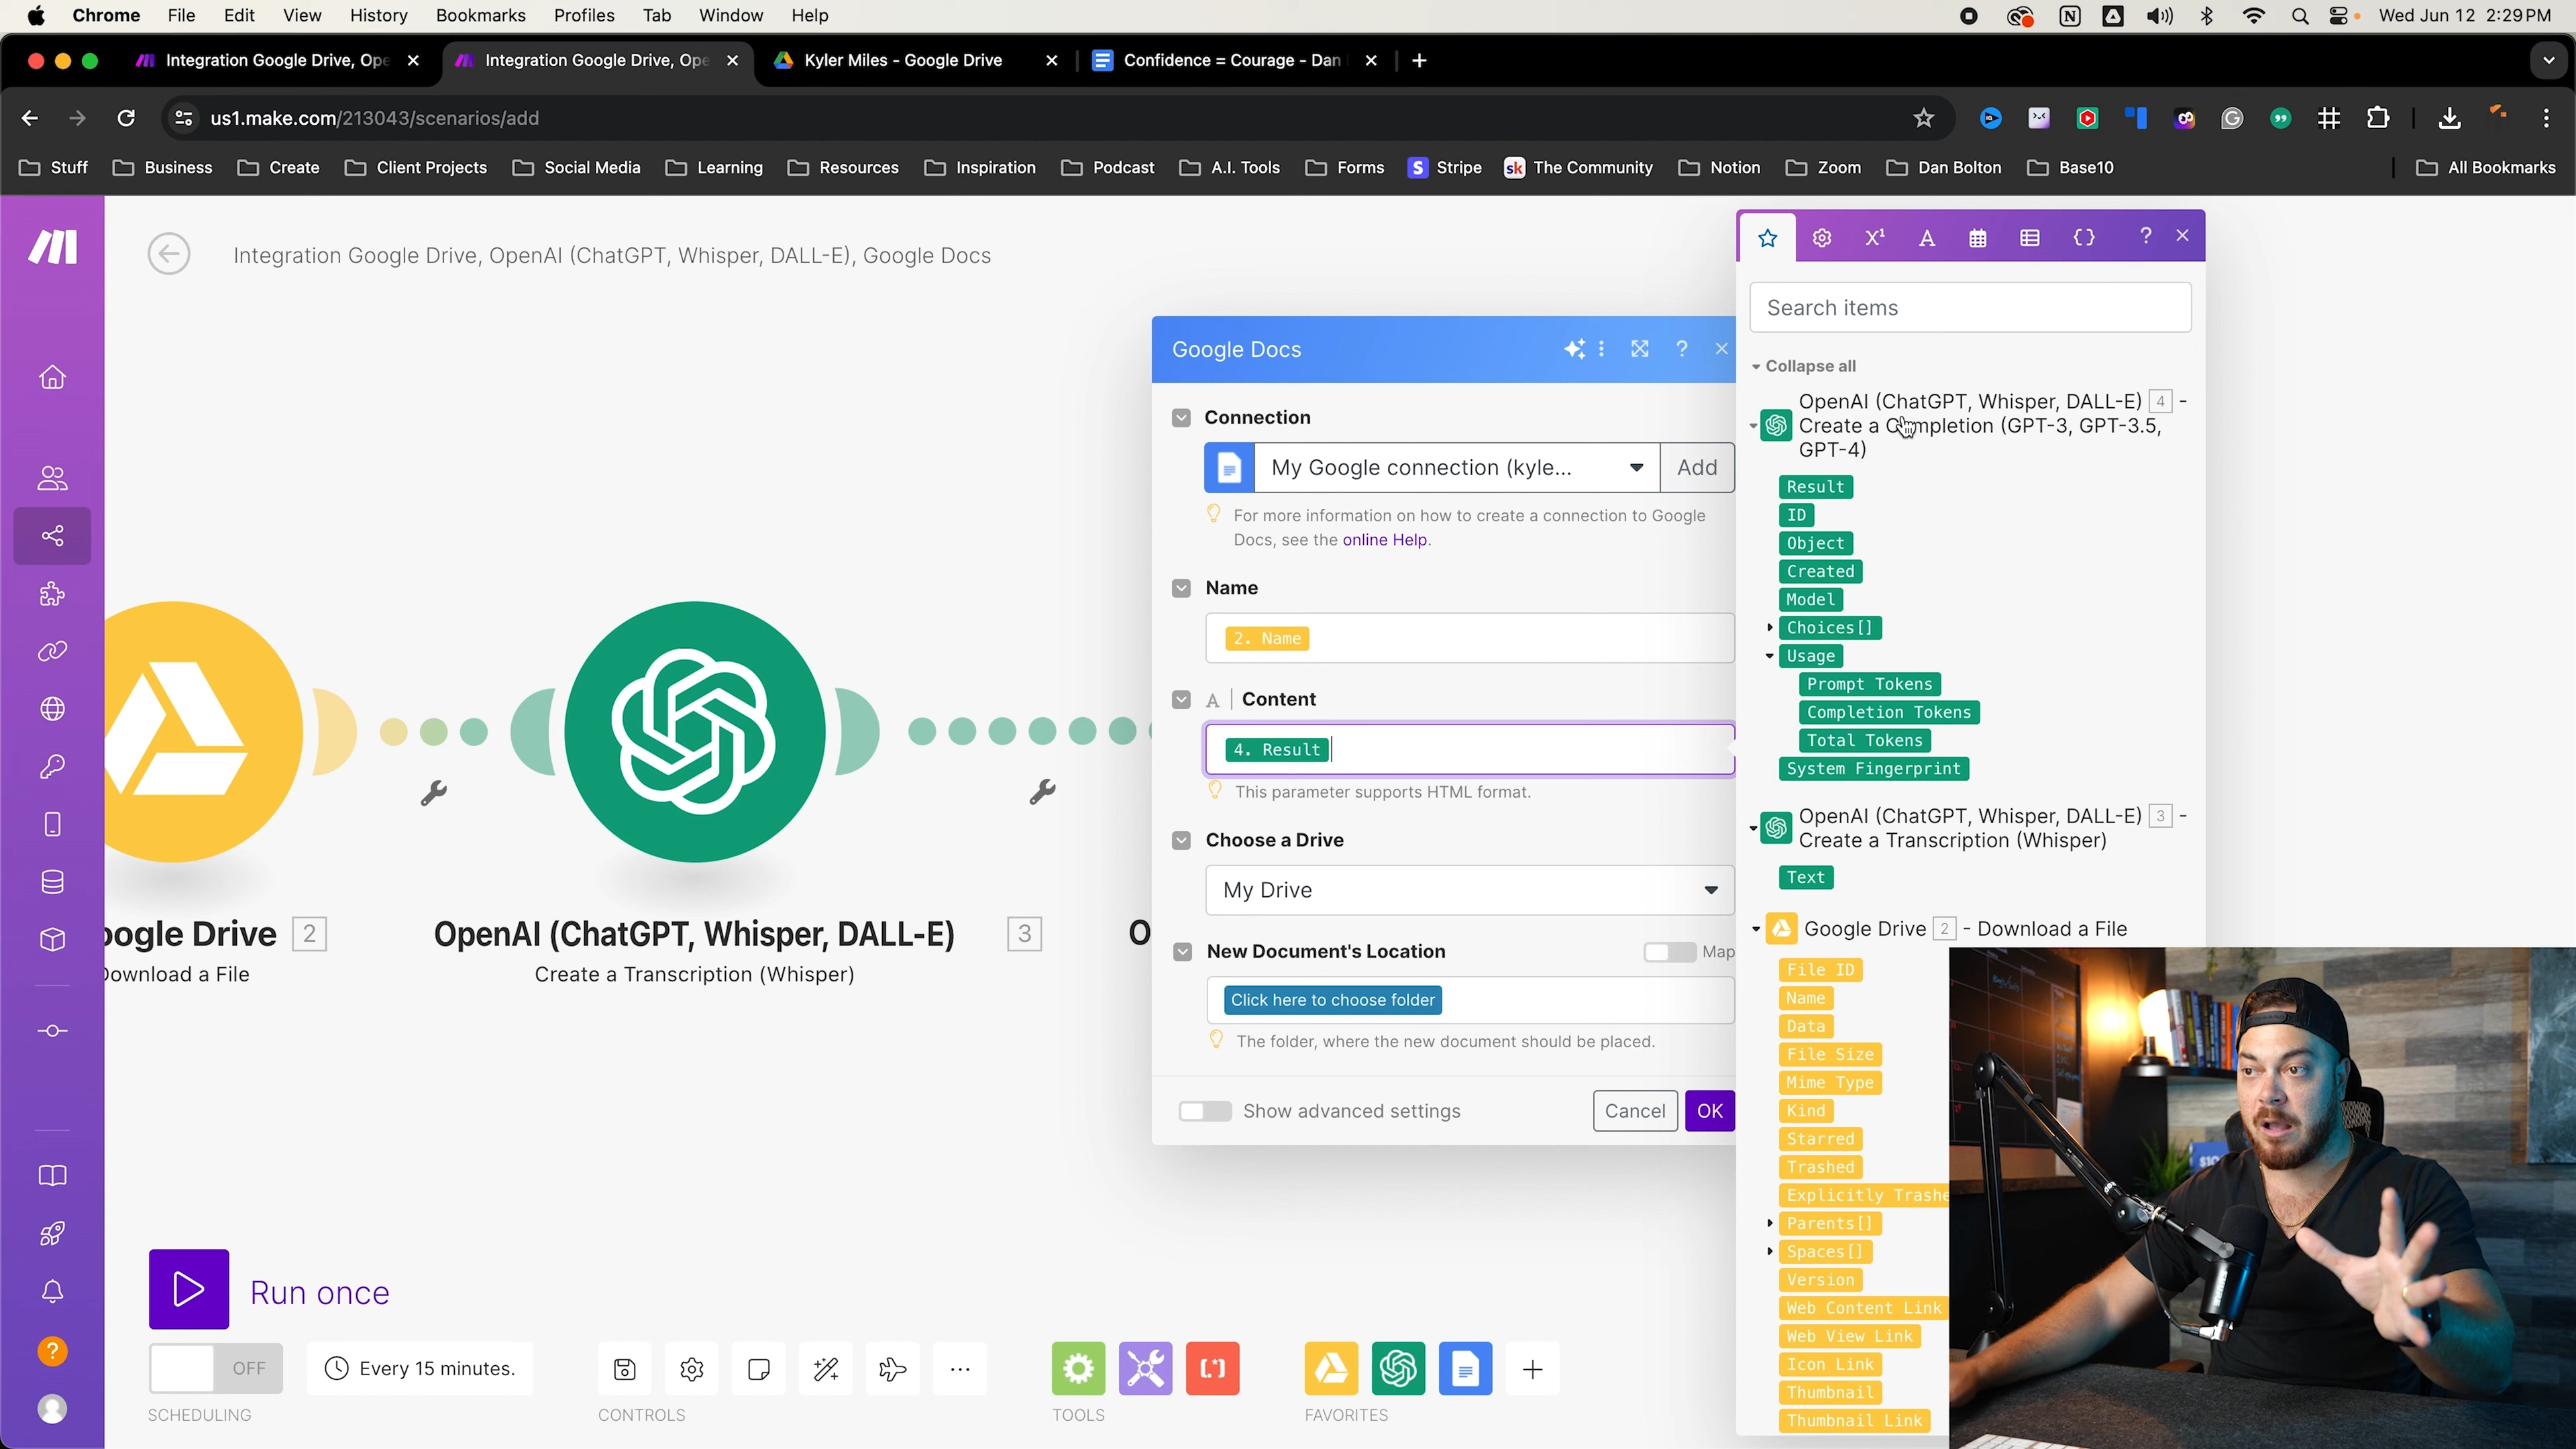 Chrome File Edit View History Bookmarks Profiles Tab Window Help
Wed Jun 12 2:29 PM
Integration Google Drive, Ope
Integration Google Drive, Ope
Kyler Miles - Google Drive
Confidence = Courage - Dan
us1.make.com/213043/scenarios/add
Stuff Business Create Client Projects Social Media Learning Resources Inspiration Podcast A.I. Tools Forms Stripe The Community Notion Zoom Dan Bolton Base10 All Bookmarks
Integration Google Drive, OpenAI (ChatGPT, Whisper, DALL-E), Google Docs
oogle Drive 2
Download a File
OpenAI (ChatGPT, Whisper, DALL-E) 3
Create a Transcription (Whisper)
O
Google Docs
Connection
My Google connection (kyle...
Add
For more information on how to create a connection to Google
Docs, see the online Help.
Name
2. Name
A | Content
4. Result
This parameter supports HTML format.
Choose a Drive
My Drive
New Document's Location
Map
Click here to choose folder
The folder, where the new document should be placed.
Show advanced settings
Cancel
OK
Search items
Collapse all
OpenAI (ChatGPT, Whisper, DALL-E) 4 -
Create a Completion (GPT-3, GPT-3.5,
GPT-4)
Result
ID
Object
Created
Model
Choices[]
Usage
Prompt Tokens
Completion Tokens
Total Tokens
System Fingerprint
OpenAI (ChatGPT, Whisper, DALL-E) 3 -
Create a Transcription (Whisper)
Text
Google Drive 2 - Download a File
File ID
Name
Data
File Size
Mime Type
Kind
Starred
Trashed
Explicitly Trashe
Parents[]
Spaces[]
Version
Web Content Link
Web View Link
Icon Link
Thumbnail
Thumbnail Link
Run once
OFF
Every 15 minutes.
SCHEDULING
CONTROLS
TOOLS
FAVORITES